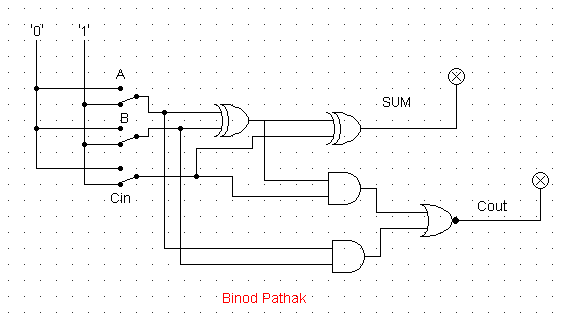 '0' '1'
A
SUM
B
Cin
Cout
Binod Pathak